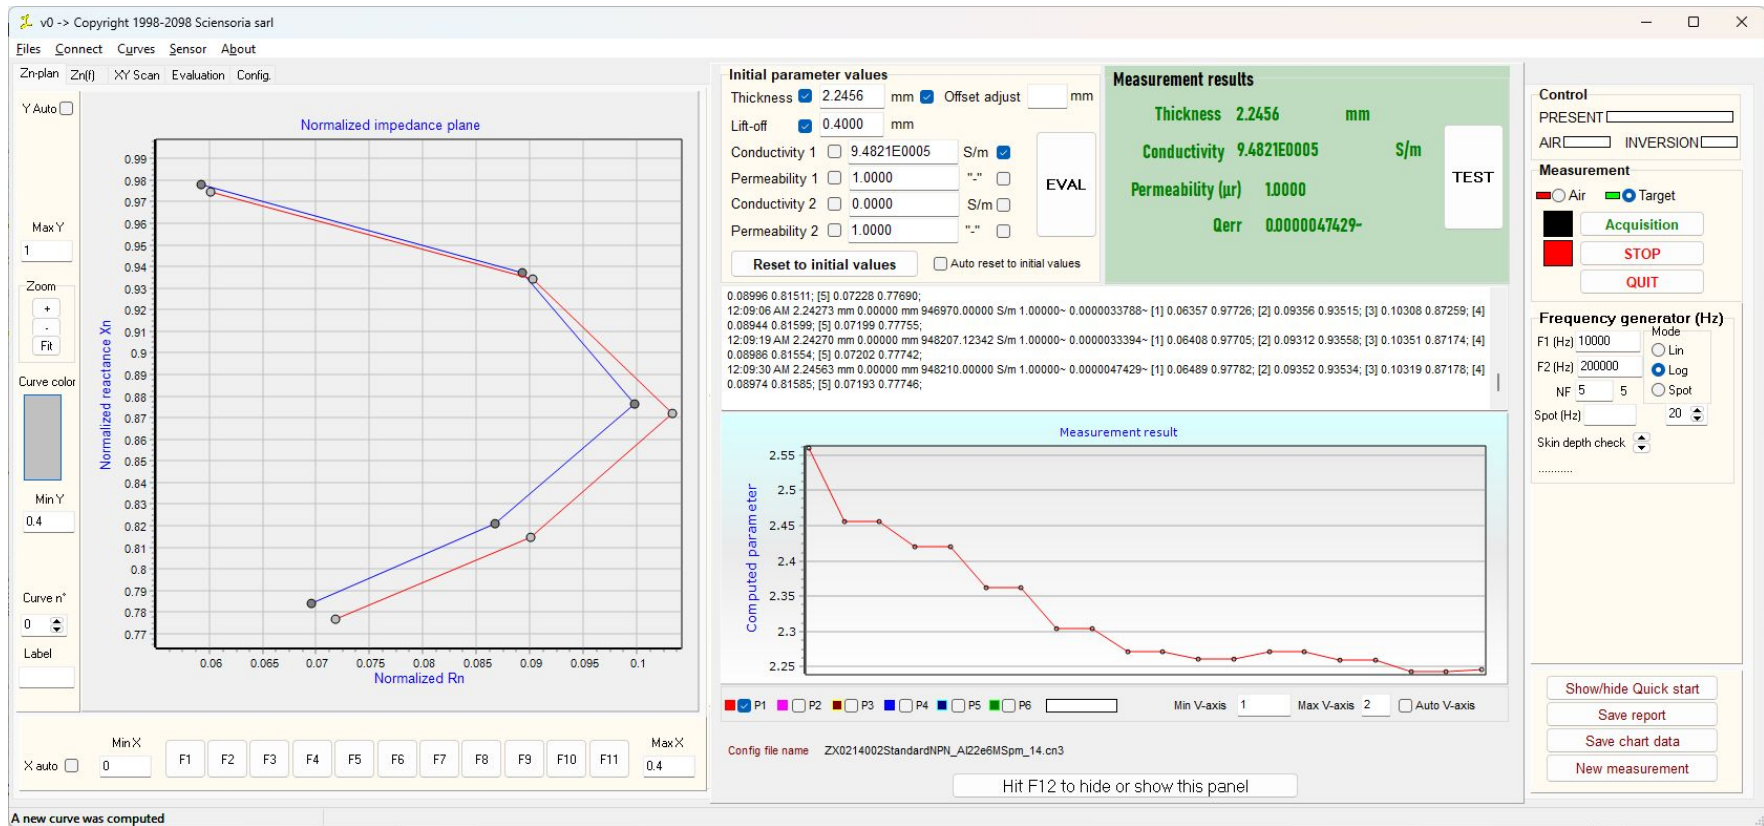 v0 -> Copyright 1998-2098 Sciensoria sarl
Files Connect Curves Sensor About
Zn-plan Zn(f) XY Scan Evaluation Config.
Y Auto
Max Y
1
Zoom
+
-
Fit
Curve color
Min Y
0.4
Curve n°
0
Label
Normalized impedance plane
Normalized reactance Xn
0.99
0.98
0.97
0.96
0.95
0.94
0.93
0.92
0.91
0.9
0.89
0.88
0.87
0.86
0.85
0.84
0.83
0.82
0.81
0.8
0.79
0.78
0.77
0.06 0.065 0.07 0.075 0.08 0.085 0.09 0.095 0.1
Normalized Rn
X auto
Min X
0
F1 F2 F3 F4 F5 F6 F7 F8 F9 F10 F11
Max X
0.4
Initial parameter values
Thickness 2.2456 mm Offset adjust mm
Lift-off 0.4000 mm
Conductivity 1 9.4821E0005 S/m
Permeability 1 1.0000 "-"
Conductivity 2 0.0000 S/m
Permeability 2 1.0000 "-"
EVAL
Reset to initial values Auto reset to initial values
Measurement results
Thickness 2.2456 mm
Conductivity 9.4821E0005 S/m
Permeability (µr) 1.0000
Qerr 0.0000047429~
TEST
0.08996 0.81511; [5] 0.07228 0.77690;
12:09:06 AM 2.24273 mm 0.00000 mm 946970.00000 S/m 1.00000~ 0.0000033788~ [1] 0.06357 0.97726; [2] 0.09356 0.93515; [3] 0.10308 0.87259; [4]
0.08944 0.81599; [5] 0.07199 0.77755;
12:09:19 AM 2.24270 mm 0.00000 mm 948207.12342 S/m 1.00000~ 0.0000033394~ [1] 0.06408 0.97705; [2] 0.09312 0.93558; [3] 0.10351 0.87174; [4]
0.08986 0.81554; [5] 0.07202 0.77742;
12:09:30 AM 2.24563 mm 0.00000 mm 948210.00000 S/m 1.00000~ 0.0000047429~ [1] 0.06489 0.97782; [2] 0.09352 0.93534; [3] 0.10319 0.87178; [4]
0.08974 0.81585; [5] 0.07193 0.77746;
Measurement result
Computed parameter
2.55
2.5
2.45
2.4
2.35
2.3
2.25
P1 P2 P3 P4 P5 P6 Min V-axis 1 Max V-axis 2 Auto V-axis
Config file name ZX0214002StandardNPN_Al22e6MSpm_14.cn3
Hit F12 to hide or show this panel
Control
PRESENT
AIR INVERSION
Measurement
Air Target
Acquisition
STOP
QUIT
Frequency generator (Hz)
F1 (Hz) 10000
F2 (Hz) 200000
NF 5 5
Mode
Lin
Log
Spot
Spot (Hz) 20
Skin depth check
...........
Show/hide Quick start
Save report
Save chart data
New measurement
A new curve was computed